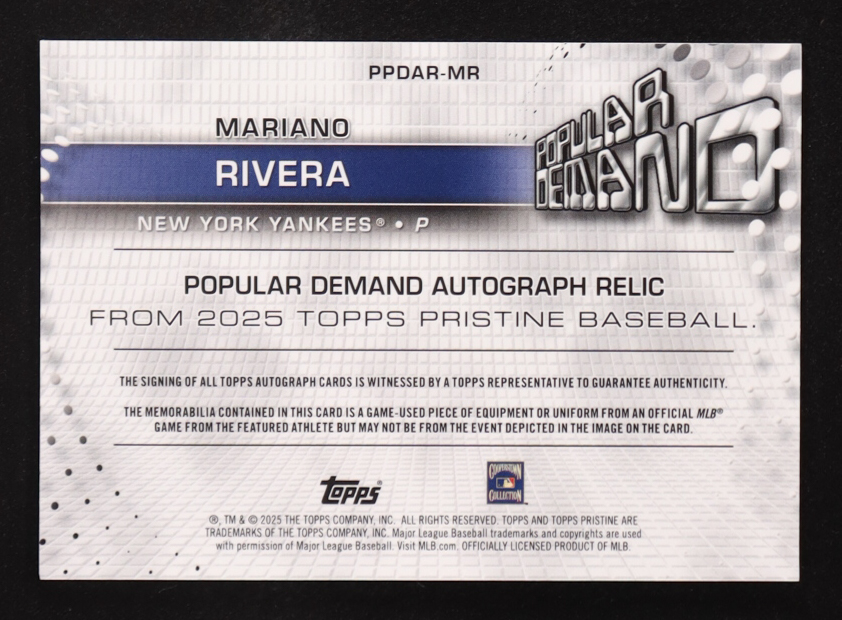 PPDAR-MR
MARIANO
RIVERA
NEW YORK YANKEES® • P
POPULAR
DEMAND
POPULAR DEMAND AUTOGRAPH RELIC
FROM 2025 TOPPS PRISTINE BASEBALL.
THE SIGNING OF ALL TOPPS AUTOGRAPH CARDS IS WITNESSED BY A TOPPS REPRESENTATIVE TO GUARANTEE AUTHENTICITY.
THE MEMORABILIA CONTAINED IN THIS CARD IS A GAME-USED PIECE OF EQUIPMENT OR UNIFORM FROM AN OFFICIAL MLB®
GAME FROM THE FEATURED ATHLETE BUT MAY NOT BE FROM THE EVENT DEPICTED IN THE IMAGE ON THE CARD.
Topps®
COOPERSTOWN
COLLECTION
®, TM & © 2025 THE TOPPS COMPANY, INC. ALL RIGHTS RESERVED. TOPPS AND TOPPS PRISTINE ARE
TRADEMARKS OF THE TOPPS COMPANY, INC. Major League Baseball trademarks and copyrights are used
with permission of Major League Baseball. Visit MLB.com. OFFICIALLY LICENSED PRODUCT OF MLB.